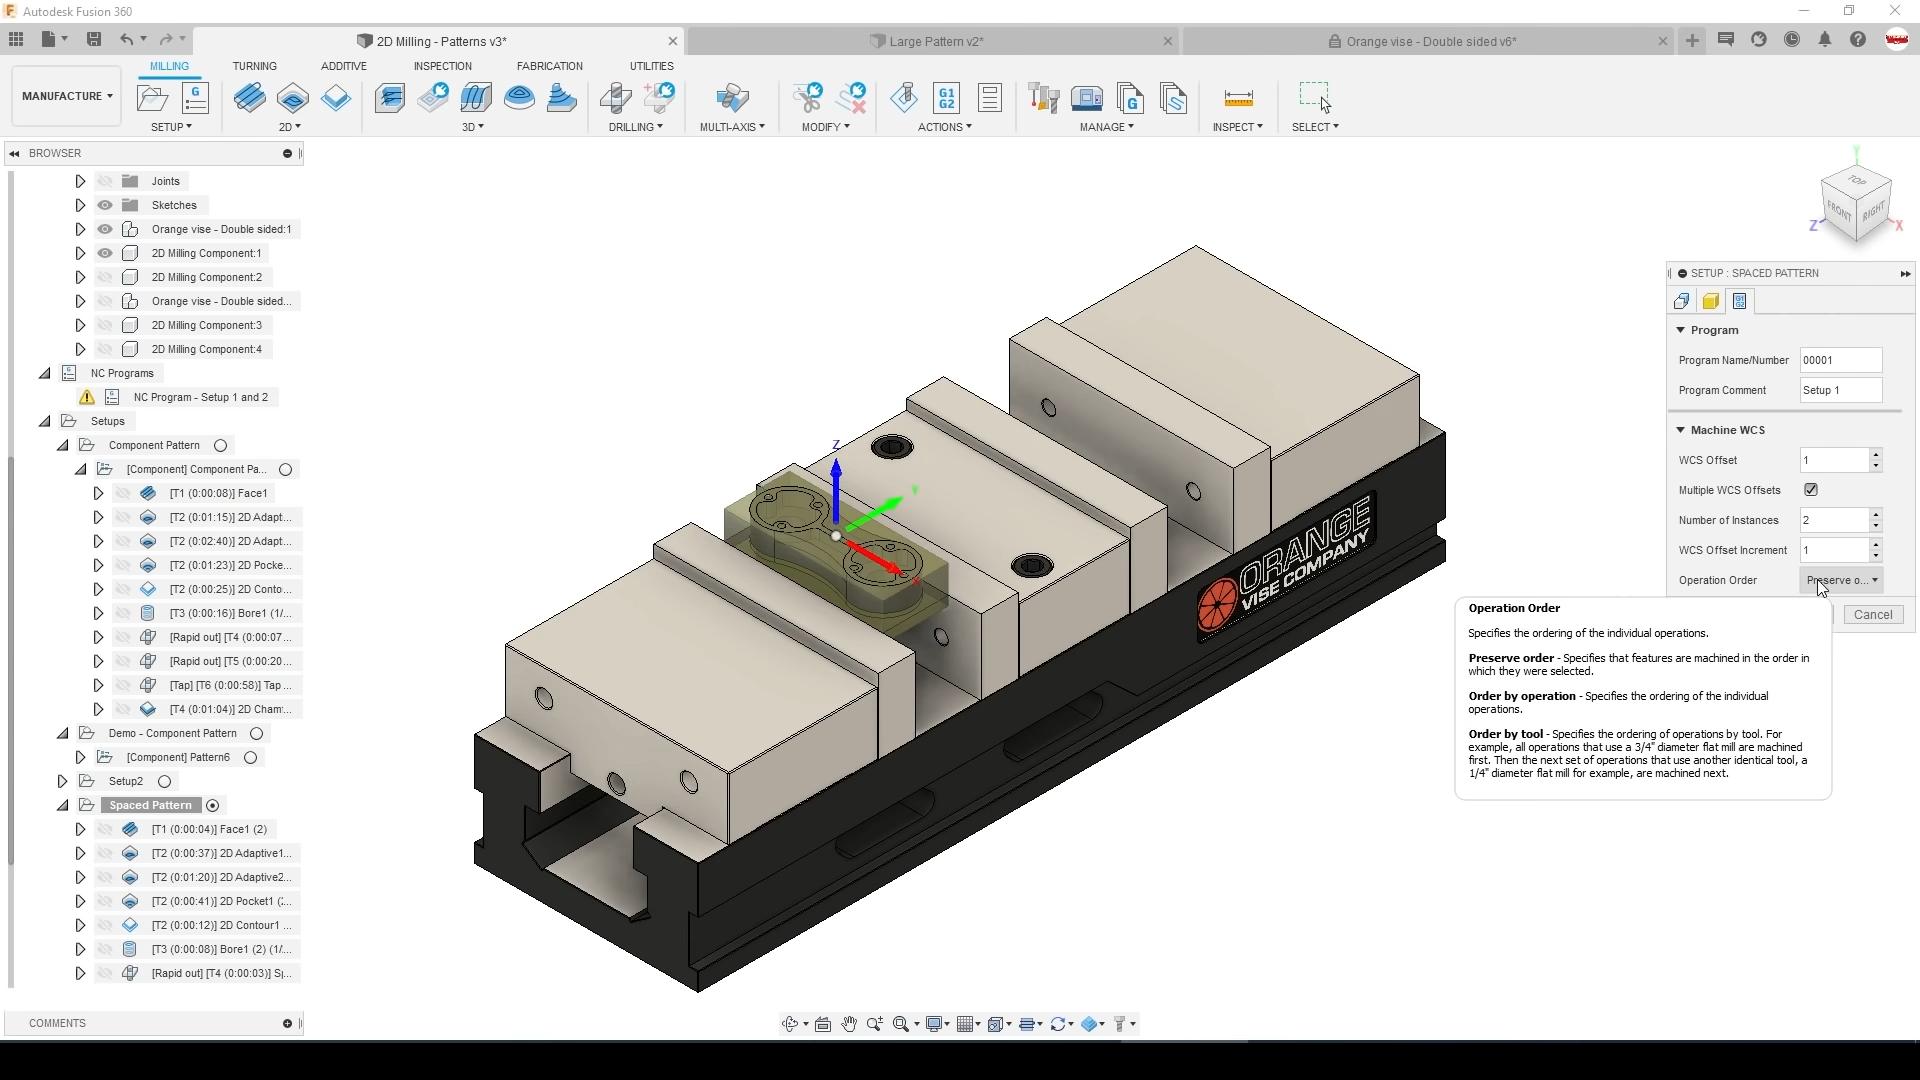 Autodesk Fusion 360
2D Milling - Patterns v3*
Large Pattern v2*
Orange vise - Double sided v6*
MANUFACTURE
MILLING
TURNING
ADDITIVE
INSPECTION
FABRICATION
UTILITIES
G1
G2
SETUP
2D
3D
DRILLING
MULTI-AXIS
MODIFY
ACTIONS
MANAGE
INSPECT
SELECT
BROWSER
Joints
Sketches
Orange vise - Double sided:1
2D Milling Component:1
2D Milling Component:2
Orange vise - Double sided...
2D Milling Component:3
2D Milling Component:4
NC Programs
NC Program - Setup 1 and 2
Setups
Component Pattern
[Component] Component Pa...
[T1 (0:00:08)] Face1
[T2 (0:01:15)] 2D Adapt...
[T2 (0:02:40)] 2D Adapt...
[T2 (0:01:23)] 2D Pocke...
[T2 (0:00:25)] 2D Conto...
[T3 (0:00:16)] Bore1 (1/...
[Rapid out] [T4 (0:00:07...
[Rapid out] [T5 (0:00:20...
[Tap] [T6 (0:00:58)] Tap ...
[T4 (0:01:04)] 2D Cham...
Demo - Component Pattern
[Component] Pattern6
Setup2
Spaced Pattern
[T1 (0:00:04)] Face1 (2)
[T2 (0:00:37)] 2D Adaptive1...
[T2 (0:01:20)] 2D Adaptive2...
[T2 (0:00:41)] 2D Pocket1 (2...
[T2 (0:00:12)] 2D Contour1 ...
[T3 (0:00:08)] Bore1 (2) (1/...
[Rapid out] [T4 (0:00:03)] Sp...
COMMENTS
Z
Y
X
ORANGE
VISE COMPANY
Y
TOP
FRONT
RIGHT
Z
X
SETUP : SPACED PATTERN
Program
Program Name/Number 00001
Program Comment Setup 1
Machine WCS
WCS Offset 1
Multiple WCS Offsets
Number of Instances 2
WCS Offset Increment 1
Operation Order Preserve o...
Cancel
Operation Order
Specifies the ordering of the individual operations.
Preserve order - Specifies that features are machined in the order in
which they were selected.
Order by operation - Specifies the ordering of the individual
operations.
Order by tool - Specifies the ordering of operations by tool. For
example, all operations that use a 3/4" diameter flat mill are machined
first. Then the next set of operations that use another identical tool, a
1/4" diameter flat mill for example, are machined next.